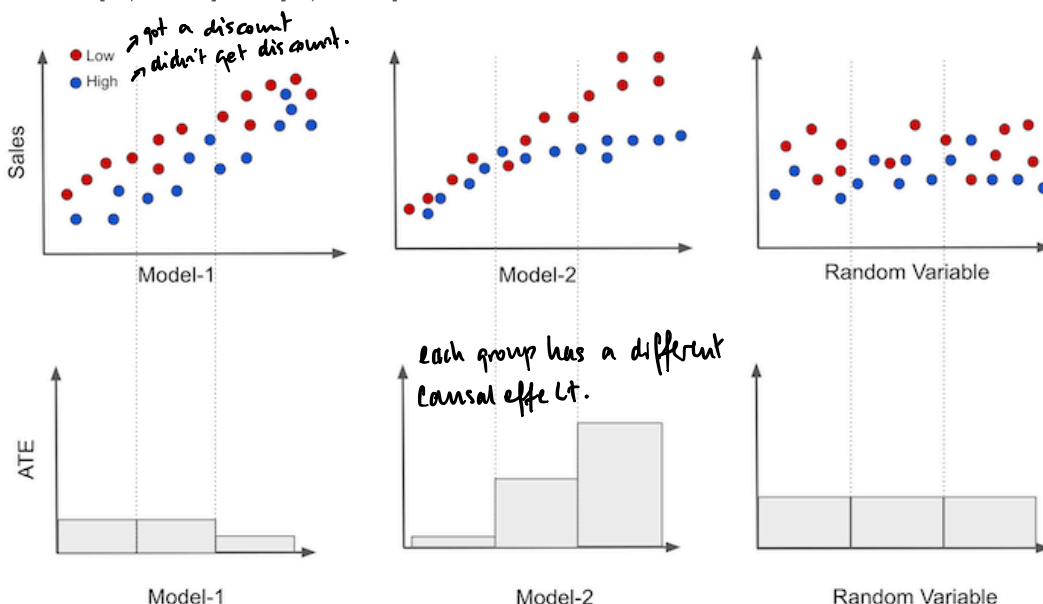 got a discount
Low
didn't get discount.
High
Sales
Model-1
Model-2
Random Variable
each group has a different
causal effect.
ATE
Model-1
Model-2
Random Variable